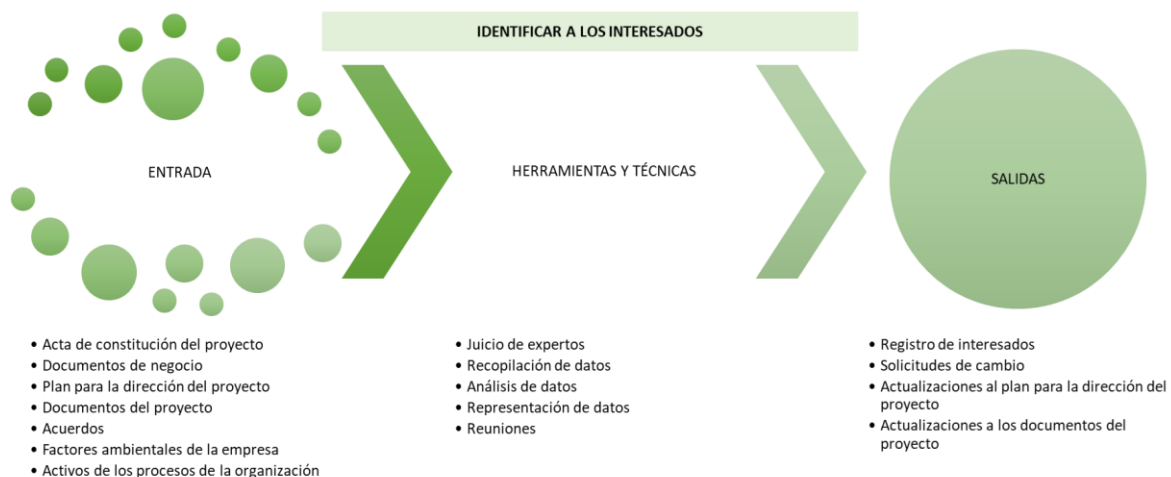 IDENTIFICAR A LOS INTERESADOS
ENTRADA
HERRAMIENTAS Y TÉCNICAS
SALIDAS
• Acta de constitución del proyecto
• Documentos de negocio
• Plan para la dirección del proyecto
• Documentos del proyecto
• Acuerdos
• Factores ambientales de la empresa
• Activos de los procesos de la organización
• Juicio de expertos
• Recopilación de datos
• Análisis de datos
• Representación de datos
• Reuniones
• Registro de interesados
• Solicitudes de cambio
• Actualizaciones al plan para la dirección del
proyecto
• Actualizaciones a los documentos del
proyecto